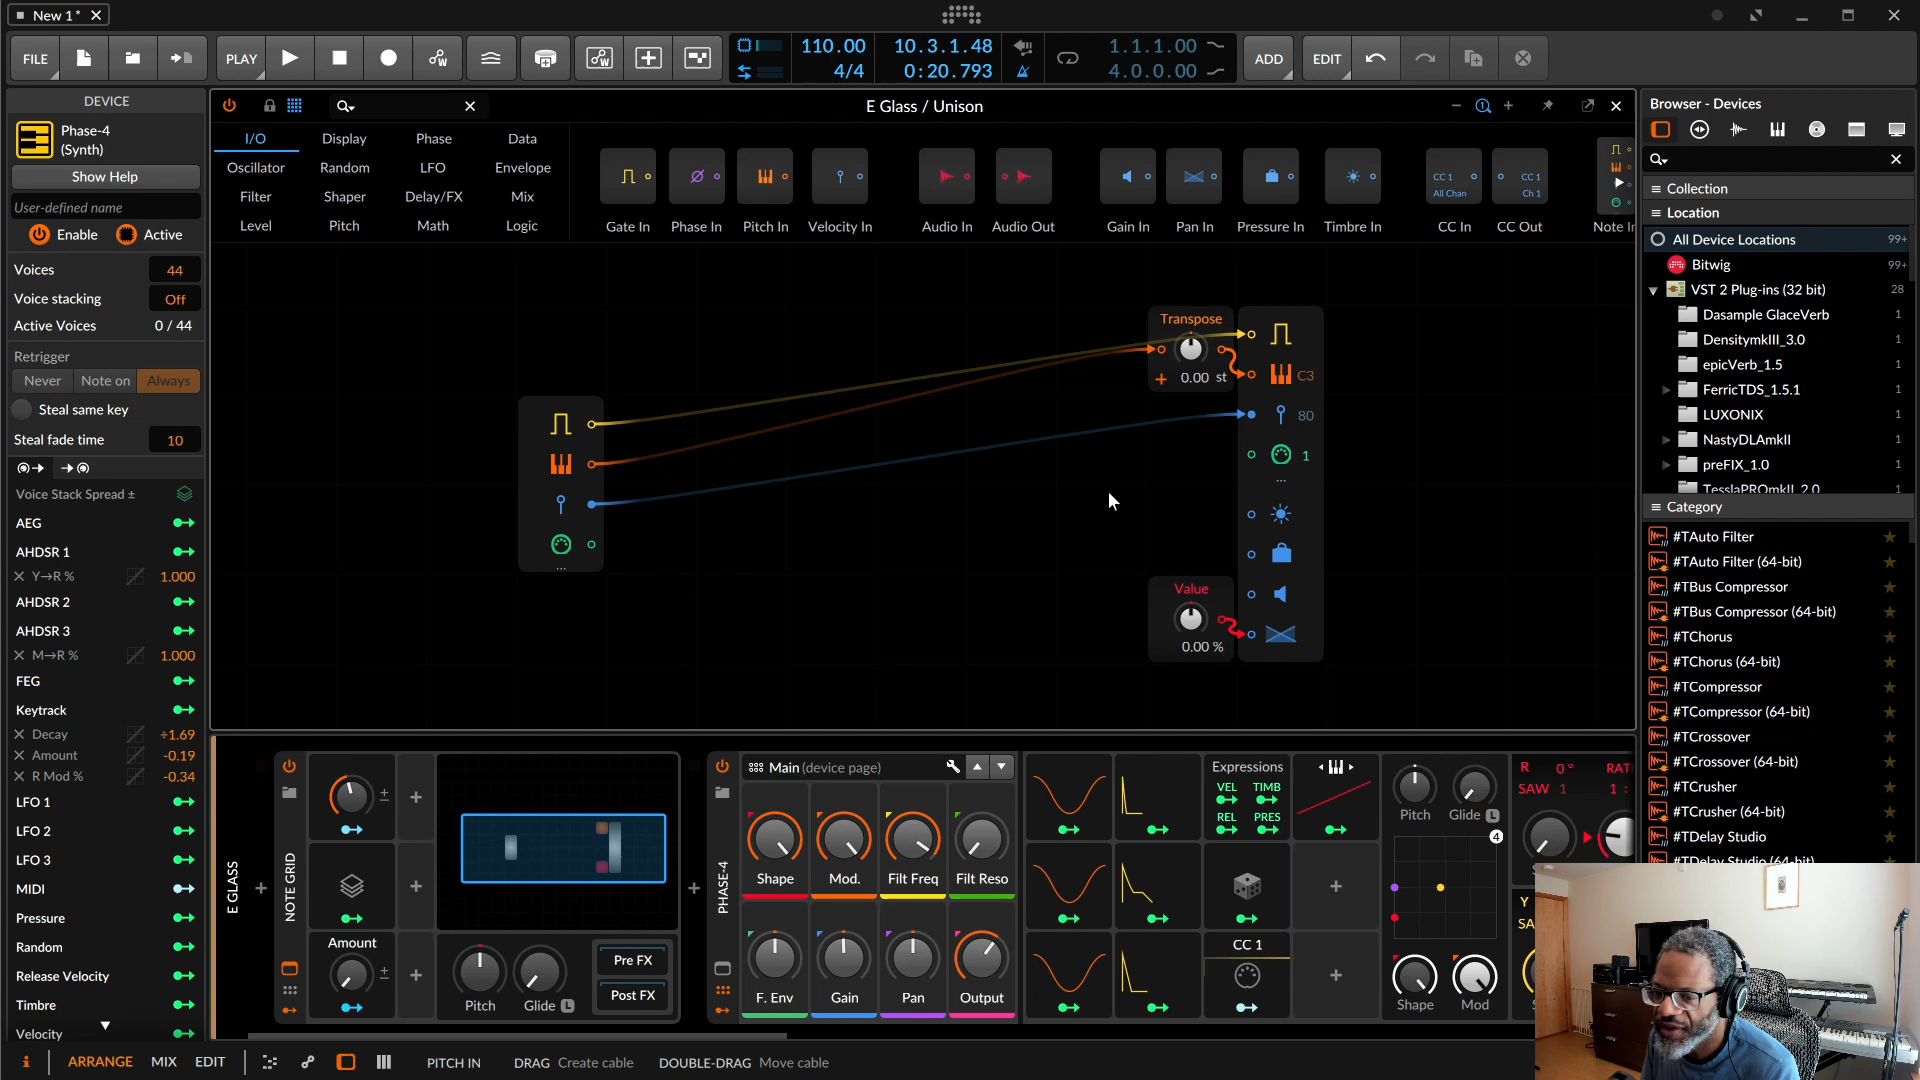 New 1 *
FILE
PLAY
110.00
4/4
10.3.1.48
0:20.793
1.1.1.00
4.0.0.00
ADD
EDIT
DEVICE
Phase-4
(Synth)
Show Help
User-defined name
Enable
Active
Voices
44
Voice stacking
Off
Active Voices
0 / 44
Retrigger
Never
Note on
Always
Steal same key
Steal fade time
10
Voice Stack Spread ±
AEG
AHDSR 1
Y→R %
1.000
AHDSR 2
AHDSR 3
M→R %
1.000
FEG
Keytrack
Decay
÷1.69
Amount
-0.19
R Mod %
-0.34
LFO 1
LFO 2
LFO 3
MIDI
Pressure
Random
Release Velocity
Timbre
Velocity
E Glass / Unison
I/O
Display
Phase
Data
Oscillator
Random
LFO
Envelope
Filter
Shaper
Delay/FX
Mix
Level
Pitch
Math
Logic
Gate In
Phase In
Pitch In
Velocity In
Audio In
Audio Out
Gain In
Pan In
Pressure In
Timbre In
CC 1
All Chan
CC In
CC 1
Ch 1
CC Out
Note In
Transpose
0.00 st
C3
80
1
Value
0.00 %
E GLASS
NOTE GRID
Amount
Pitch
Glide
L
Pre FX
Post FX
PHASE-4
Main (device page)
Shape
Mod.
Filt Freq
Filt Reso
F. Env
Gain
Pan
Output
Expressions
VEL
TIMB
REL
PRES
CC 1
Pitch
Glide
L
4
Shape
Mod
R
0°
SAW 1
1 :
Y
Browser - Devices
Collection
Location
All Device Locations
99+
Bitwig
99+
VST 2 Plug-ins (32 bit)
28
Dasample GlaceVerb
1
DensitymkIII_3.0
1
epicVerb_1.5
1
FerricTDS_1.5.1
1
LUXONIX
1
NastyDLAmkII
1
preFIX_1.0
1
TesslaPROmkII_2.0
1
Category
#TAuto Filter
#TAuto Filter (64-bit)
#TBus Compressor
#TBus Compressor (64-bit)
#TChorus
#TChorus (64-bit)
#TCompressor
#TCompressor (64-bit)
#TCrossover
#TCrossover (64-bit)
#TCrusher
#TCrusher (64-bit)
#TDelay Studio
#TDelay Studio (64-bit)
i
ARRANGE
MIX
EDIT
PITCH IN
DRAG
Create cable
DOUBLE-DRAG
Move cable